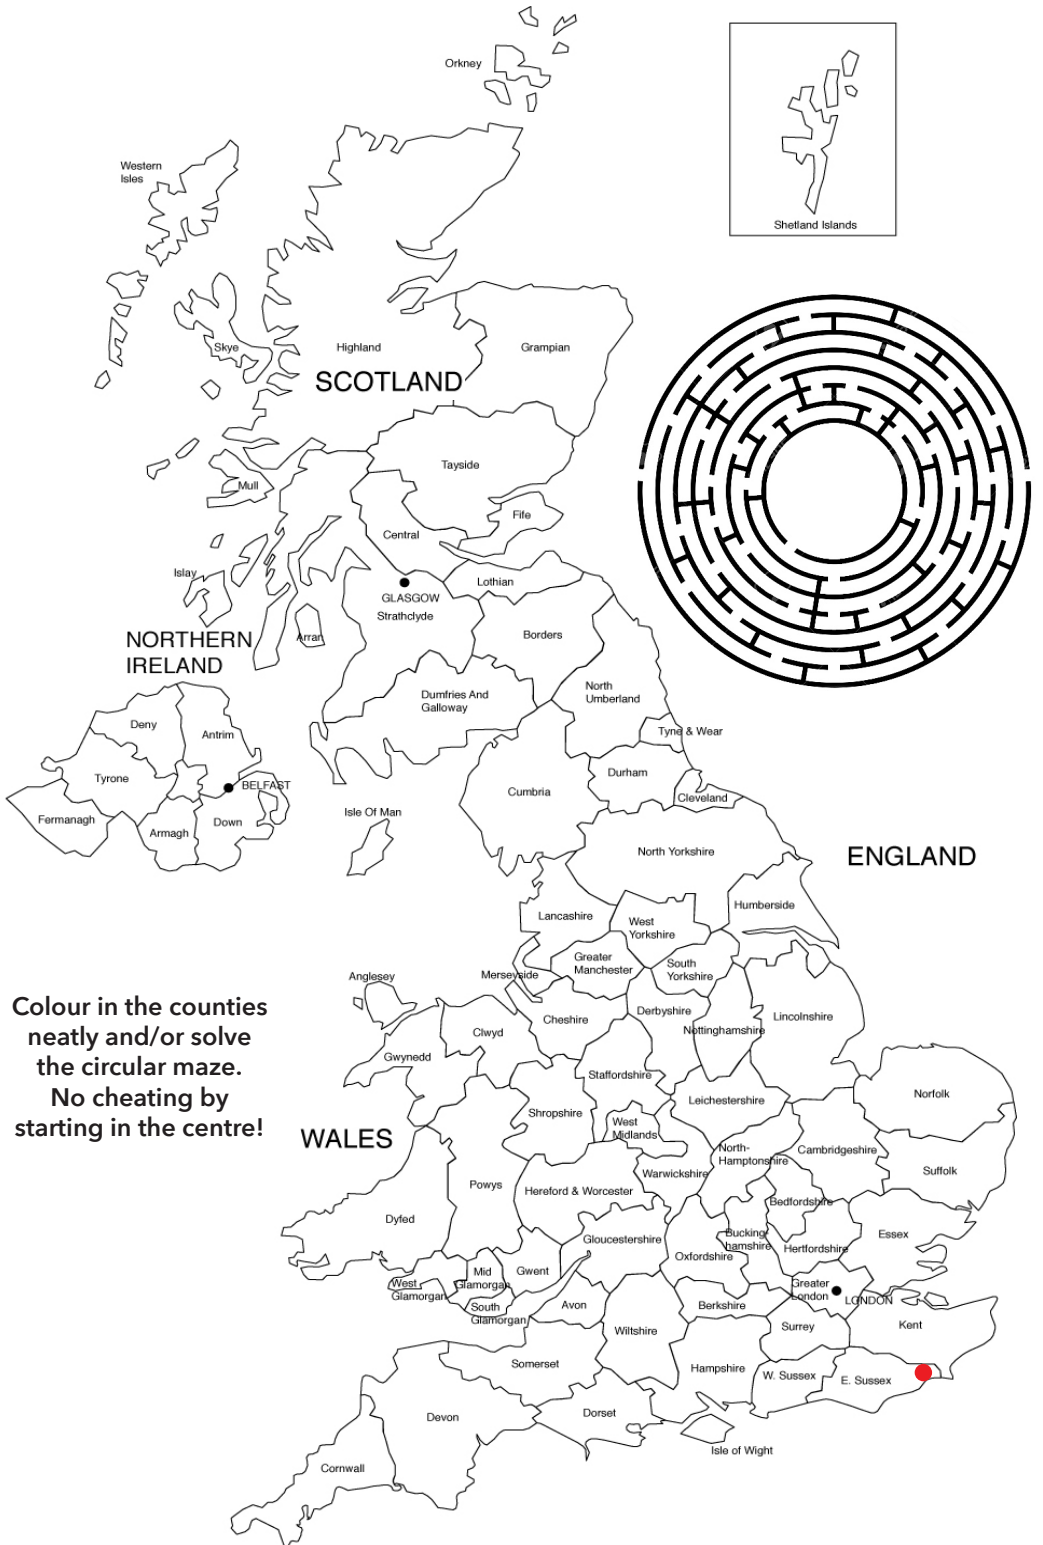 Orkney
Western
Isles
Shetland Islands
Skye
Highland
Grampian
SCOTLAND
Tayside
Mull
Fife
Central
Islay
Lothian
GLASGOW
Strathclyde
NORTHERN
IRELAND
Arran
Borders
North
Umberland
Dumfries And
Galloway
Deny
Antrim
Tyne & Wear
Tyrone
Durham
BELFAST
Cumbria
Cleveland
Isle Of Man
Fermanagh
Armagh
Down
North Yorkshire
ENGLAND
Humberside
Lancashire
West
Yorkshire
Greater
Manchester
South
Yorkshire
Merseyside
Anglesey
Colour in the counties
neatly and/or solve
the circular maze.
No cheating by
starting in the centre!
Derbyshire
Lincolnshire
Cheshire
Clwyd
Nottinghamshire
Gwynedd
Staffordshire
Norfolk
Leichestershire
Shropshire
West
Midlands
WALES
North-
Hamptonshire
Cambridgeshire
Suffolk
Warwickshire
Powys
Hereford & Worcester
Bedfordshire
Dyfed
Gloucestershire
Bucking
hamshire
Essex
Hertfordshire
Oxfordshire
Mid
Glamorgan
Gwent
West
Glamorgan
Greater
London
LONDON
South
Glamorgan
Avon
Berkshire
Kent
Surrey
Wiltshire
Somerset
Hampshire
W. Sussex
E. Sussex
Devon
Dorset
Isle of Wight
Cornwall